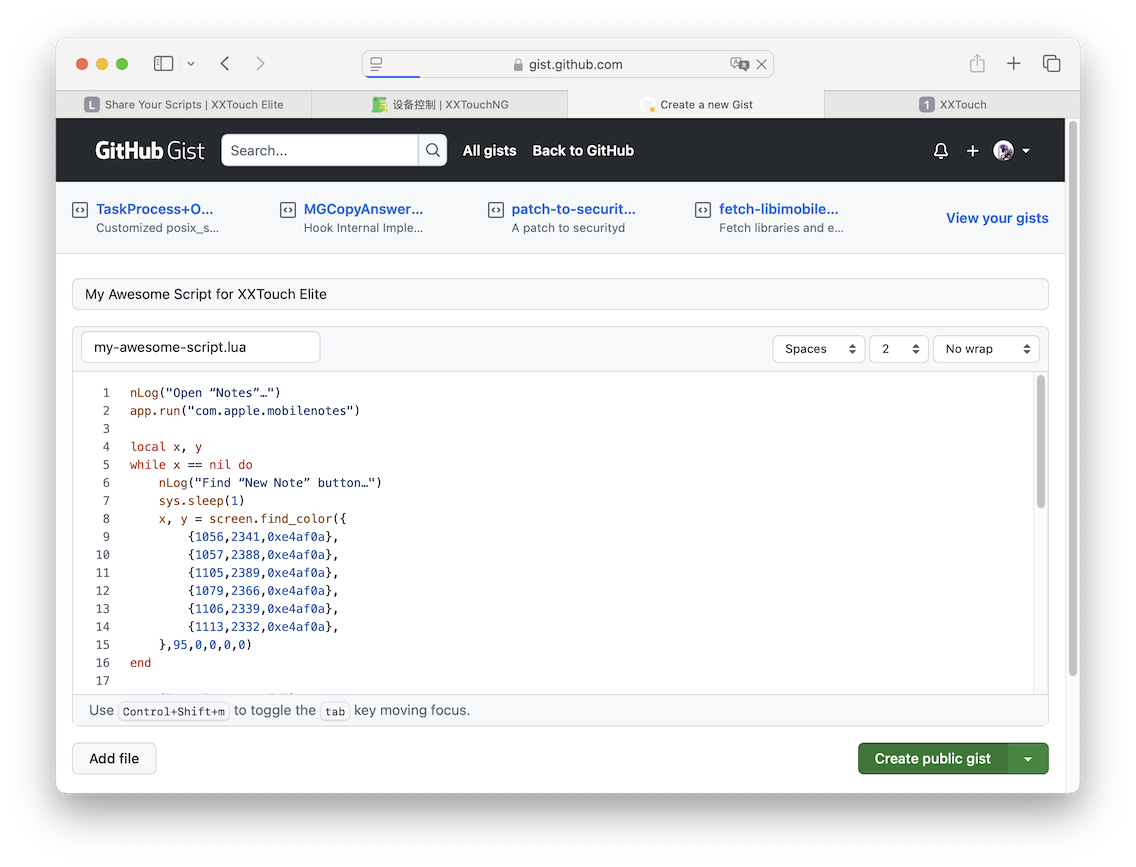 gist.github.com
L Share Your Scripts | XXTouch Elite
设备控制 | XXTouchNG
Create a new Gist
1 XXTouch
GitHub Gist Search... All gists Back to GitHub
TaskProcess+O... MGCopyAnswer... patch-to-securit... fetch-libimobile...
Customized posix_s... Hook Internal Imple... A patch to securityd Fetch libraries and e...
View your gists
My Awesome Script for XXTouch Elite
my-awesome-script.lua Spaces 2 No wrap
1 nLog("Open “Notes”…")
2 app.run("com.apple.mobilenotes")
3
4 local x, y
5 while x == nil do
6     nLog("Find “New Note” button…")
7     sys.sleep(1)
8     x, y = screen.find_color({
9         {1056,2341,0xe4af0a},
10         {1057,2388,0xe4af0a},
11         {1105,2389,0xe4af0a},
12         {1079,2366,0xe4af0a},
13         {1106,2339,0xe4af0a},
14         {1113,2332,0xe4af0a},
15     },95,0,0,0,0)
16 end
17
Use Control+Shift+m to toggle the tab key moving focus.
Add file Create public gist